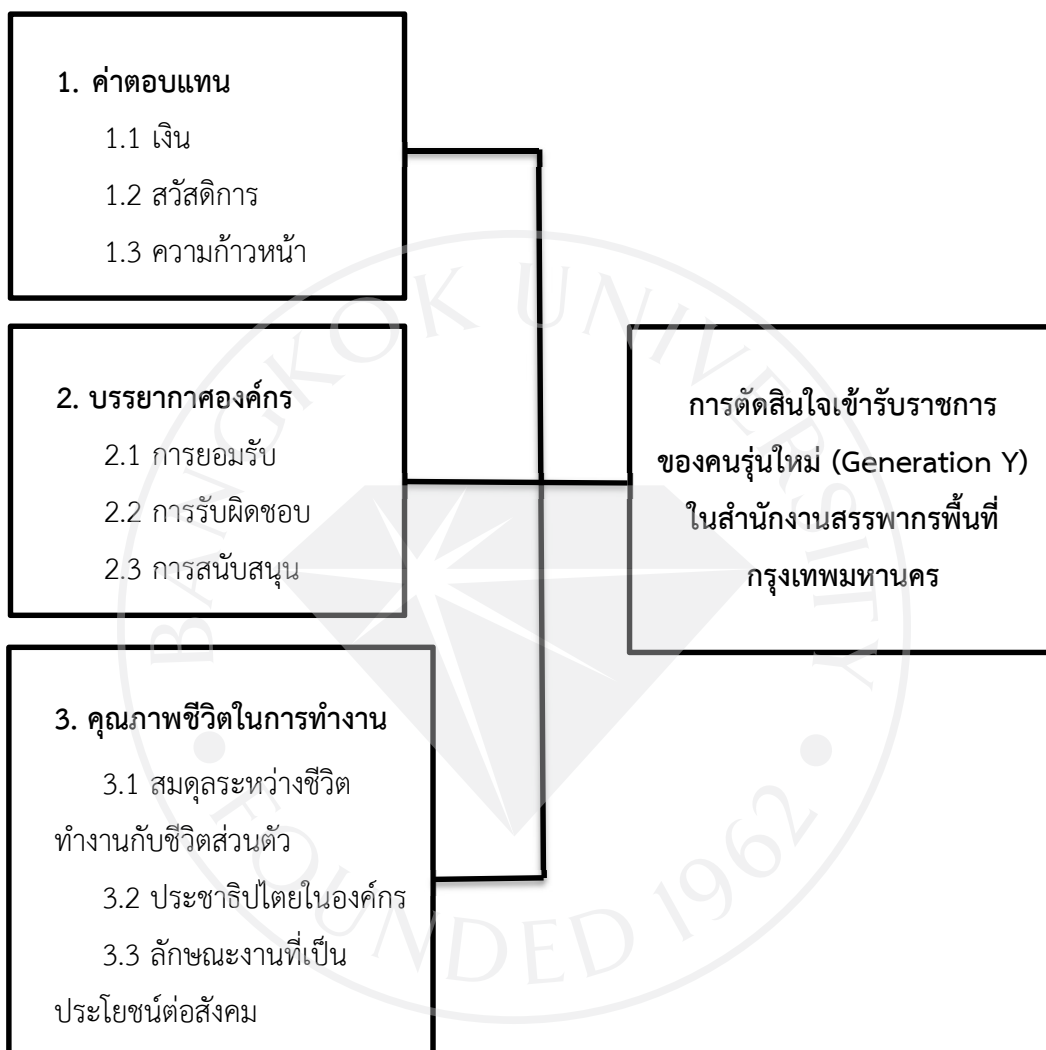 1. ค่าตอบแทน
1.1 เงิน
1.2 สวัสดิการ
1.3 ความก้าวหน้า
2. บรรยากาศองค์กร
2.1 การยอมรับ
2.2 การรับผิดชอบ
2.3 การสนับสนุน
3. คุณภาพชีวิตในการทำงาน
3.1 สมดุลระหว่างชีวิต
ทำงานกับชีวิตส่วนตัว
3.2 ประชาธิปไตยในองค์กร
3.3 ลักษณะงานที่เป็น
ประโยชน์ต่อสังคม
การตัดสินใจเข้ารับราชการ
ของคนรุ่นใหม่ (Generation Y)
ในสำนักงานสรรพากรพื้นที่
กรุงเทพมหานคร
BANGKOK UNIVERSITY
FOUNDED 1962